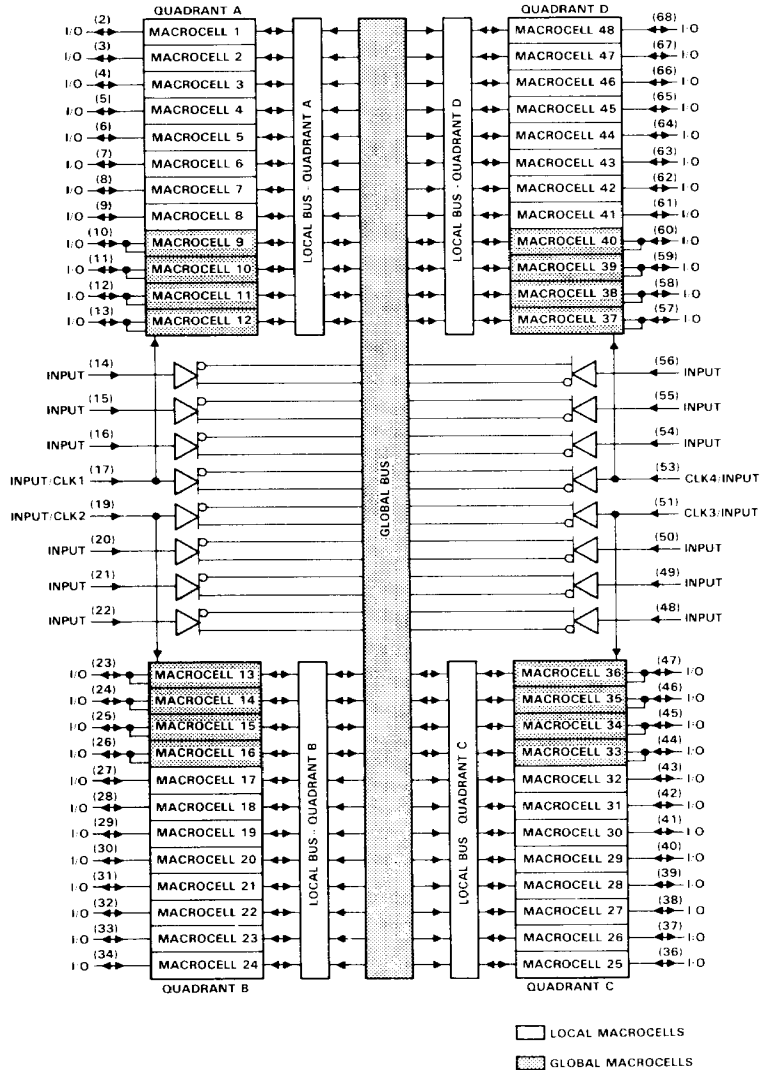 QUADRANT A QUADRANT D
I/O (2) MACROCELL 1 MACROCELL 48 (68) I/O
I/O (3) MACROCELL 2 MACROCELL 47 (67) I/O
I/O (4) MACROCELL 3 MACROCELL 46 (66) I/O
I/O (5) MACROCELL 4 MACROCELL 45 (65) I/O
I/O (6) MACROCELL 5 MACROCELL 44 (64) I/O
I/O (7) MACROCELL 6 MACROCELL 43 (63) I/O
I/O (8) MACROCELL 7 MACROCELL 42 (62) I/O
I/O (9) MACROCELL 8 MACROCELL 41 (61) I/O
I/O (10) MACROCELL 9 MACROCELL 40 (60) I/O
I/O (11) MACROCELL 10 MACROCELL 39 (59) I/O
I/O (12) MACROCELL 11 MACROCELL 38 (58) I/O
I/O (13) MACROCELL 12 MACROCELL 37 (57) I/O
LOCAL BUS - QUADRANT A
LOCAL BUS - QUADRANT D
INPUT (14) (56) INPUT
INPUT (15) (55) INPUT
INPUT (16) (54) INPUT
INPUT/CLK1 (17) (53) CLK4/INPUT
INPUT/CLK2 (19) (51) CLK3/INPUT
INPUT (20) (50) INPUT
INPUT (21) (49) INPUT
INPUT (22) (48) INPUT
GLOBAL BUS
I/O (23) MACROCELL 13 MACROCELL 36 (47) I/O
I/O (24) MACROCELL 14 MACROCELL 35 (46) I/O
I/O (25) MACROCELL 15 MACROCELL 34 (45) I/O
I/O (26) MACROCELL 16 MACROCELL 33 (44) I/O
I/O (27) MACROCELL 17 MACROCELL 32 (43) I/O
I/O (28) MACROCELL 18 MACROCELL 31 (42) I/O
I/O (29) MACROCELL 19 MACROCELL 30 (41) I/O
I/O (30) MACROCELL 20 MACROCELL 29 (40) I/O
I/O (31) MACROCELL 21 MACROCELL 28 (39) I/O
I/O (32) MACROCELL 22 MACROCELL 27 (38) I/O
I/O (33) MACROCELL 23 MACROCELL 26 (37) I/O
I/O (34) MACROCELL 24 MACROCELL 25 (36) I/O
LOCAL BUS - QUADRANT B
LOCAL BUS QUADRANT C
QUADRANT B QUADRANT C
LOCAL MACROCELLS
GLOBAL MACROCELLS